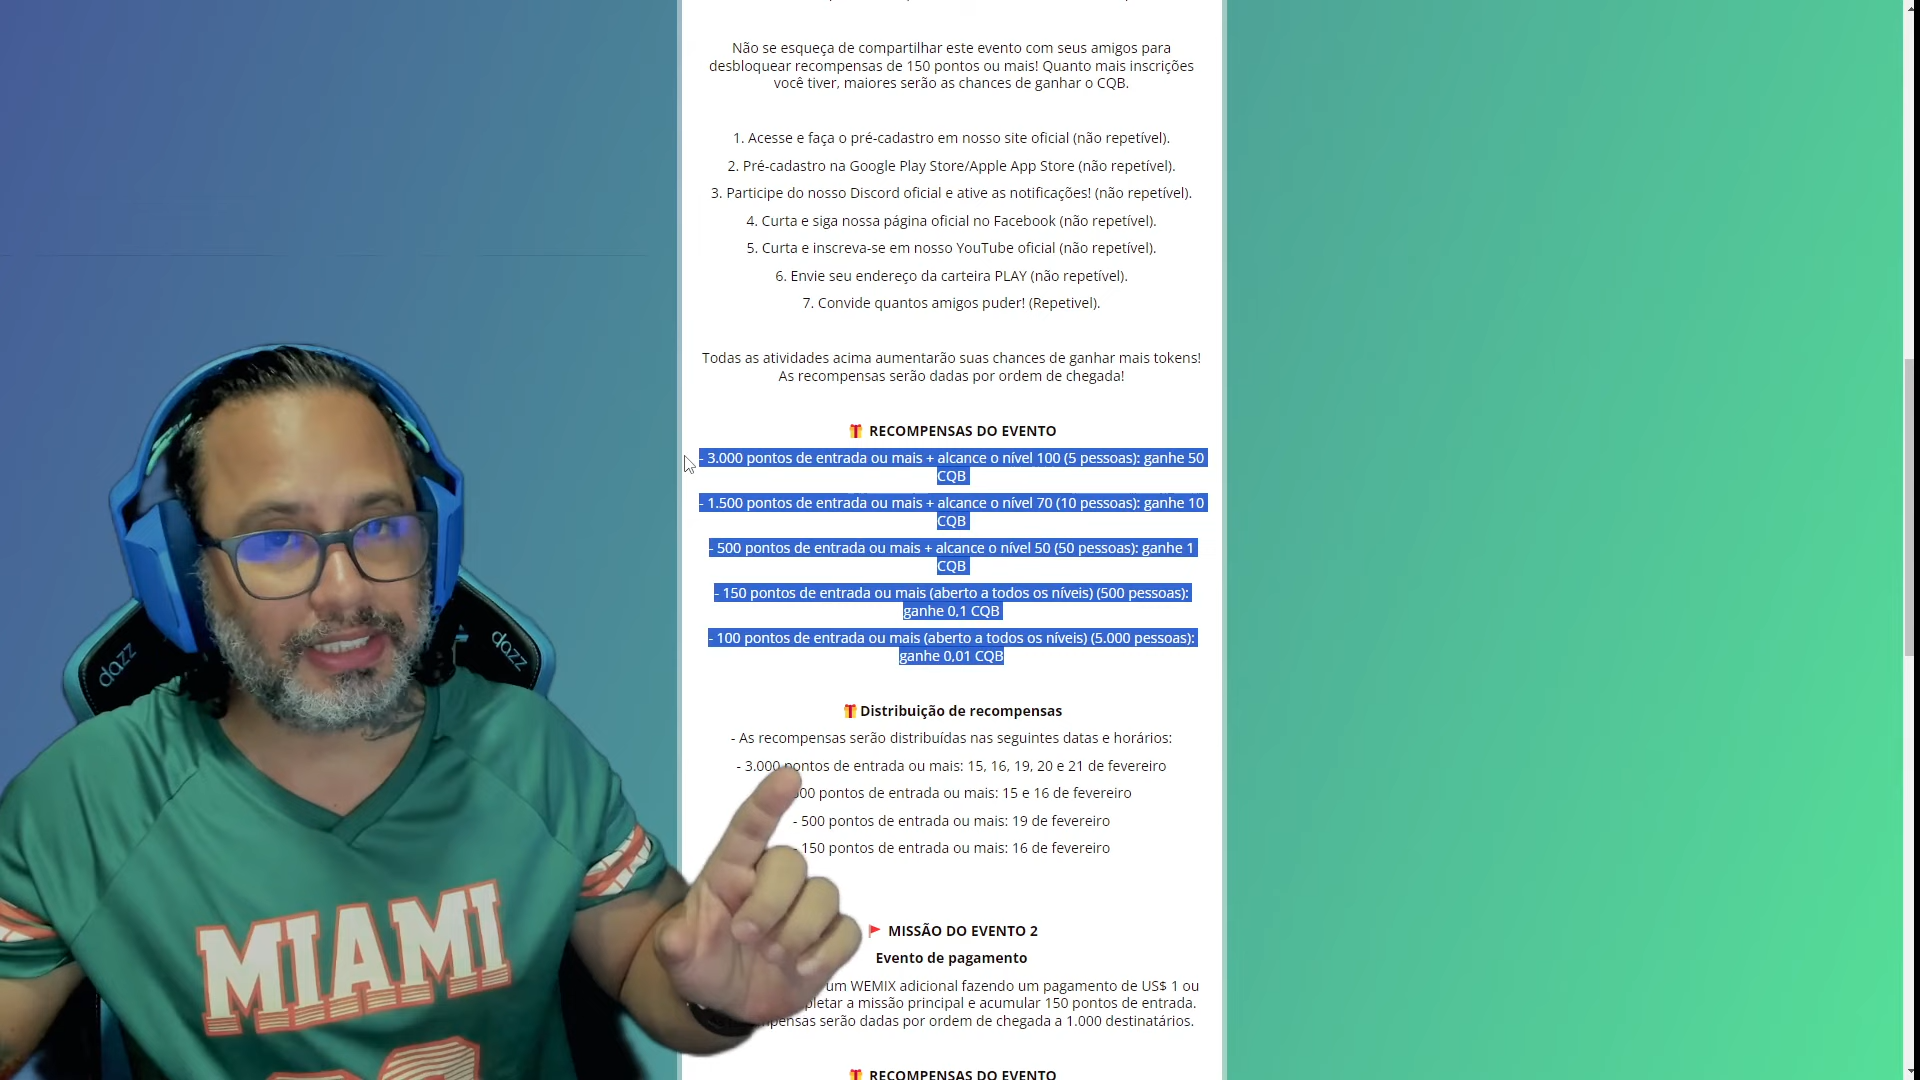 Não se esqueça de compartilhar este evento com seus amigos para
desbloquear recompensas de 150 pontos ou mais! Quanto mais inscrições
você tiver, maiores serão as chances de ganhar o CQB.
1. Acesse e faça o pré-cadastro em nosso site oficial (não repetível).
2. Pré-cadastro na Google Play Store/Apple App Store (não repetível).
3. Participe do nosso Discord oficial e ative as notificações! (não repetível).
4. Curta e siga nossa página oficial no Facebook (não repetível).
5. Curta e inscreva-se em nosso YouTube oficial (não repetível).
6. Envie seu endereço da carteira PLAY (não repetível).
7. Convide quantos amigos puder! (Repetivel).
Todas as atividades acima aumentarão suas chances de ganhar mais tokens!
As recompensas serão dadas por ordem de chegada!
RECOMPENSAS DO EVENTO
- 3.000 pontos de entrada ou mais + alcance o nível 100 (5 pessoas): ganhe 50
CQB
- 1.500 pontos de entrada ou mais + alcance o nível 70 (10 pessoas): ganhe 10
CQB
- 500 pontos de entrada ou mais + alcance o nível 50 (50 pessoas): ganhe 1
CQB
- 150 pontos de entrada ou mais (aberto a todos os níveis) (500 pessoas):
ganhe 0,1 CQB
- 100 pontos de entrada ou mais (aberto a todos os níveis) (5.000 pessoas):
ganhe 0,01 CQB
Distribuição de recompensas
- As recompensas serão distribuídas nas seguintes datas e horários:
- 3.000 pontos de entrada ou mais: 15, 16, 19, 20 e 21 de fevereiro
pontos de entrada ou mais: 15 e 16 de fevereiro
- 500 pontos de entrada ou mais: 19 de fevereiro
- 150 pontos de entrada ou mais: 16 de fevereiro
MISSÃO DO EVENTO 2
Evento de pagamento
um WEMIX adicional fazendo um pagamento de US$ 1 ou
a missão principal e acumular 150 pontos de entrada.
serão dadas por ordem de chegada a 1.000 destinatários.
RECOMPENSAS DO EVENTO
dazz
dazz
MIAMI